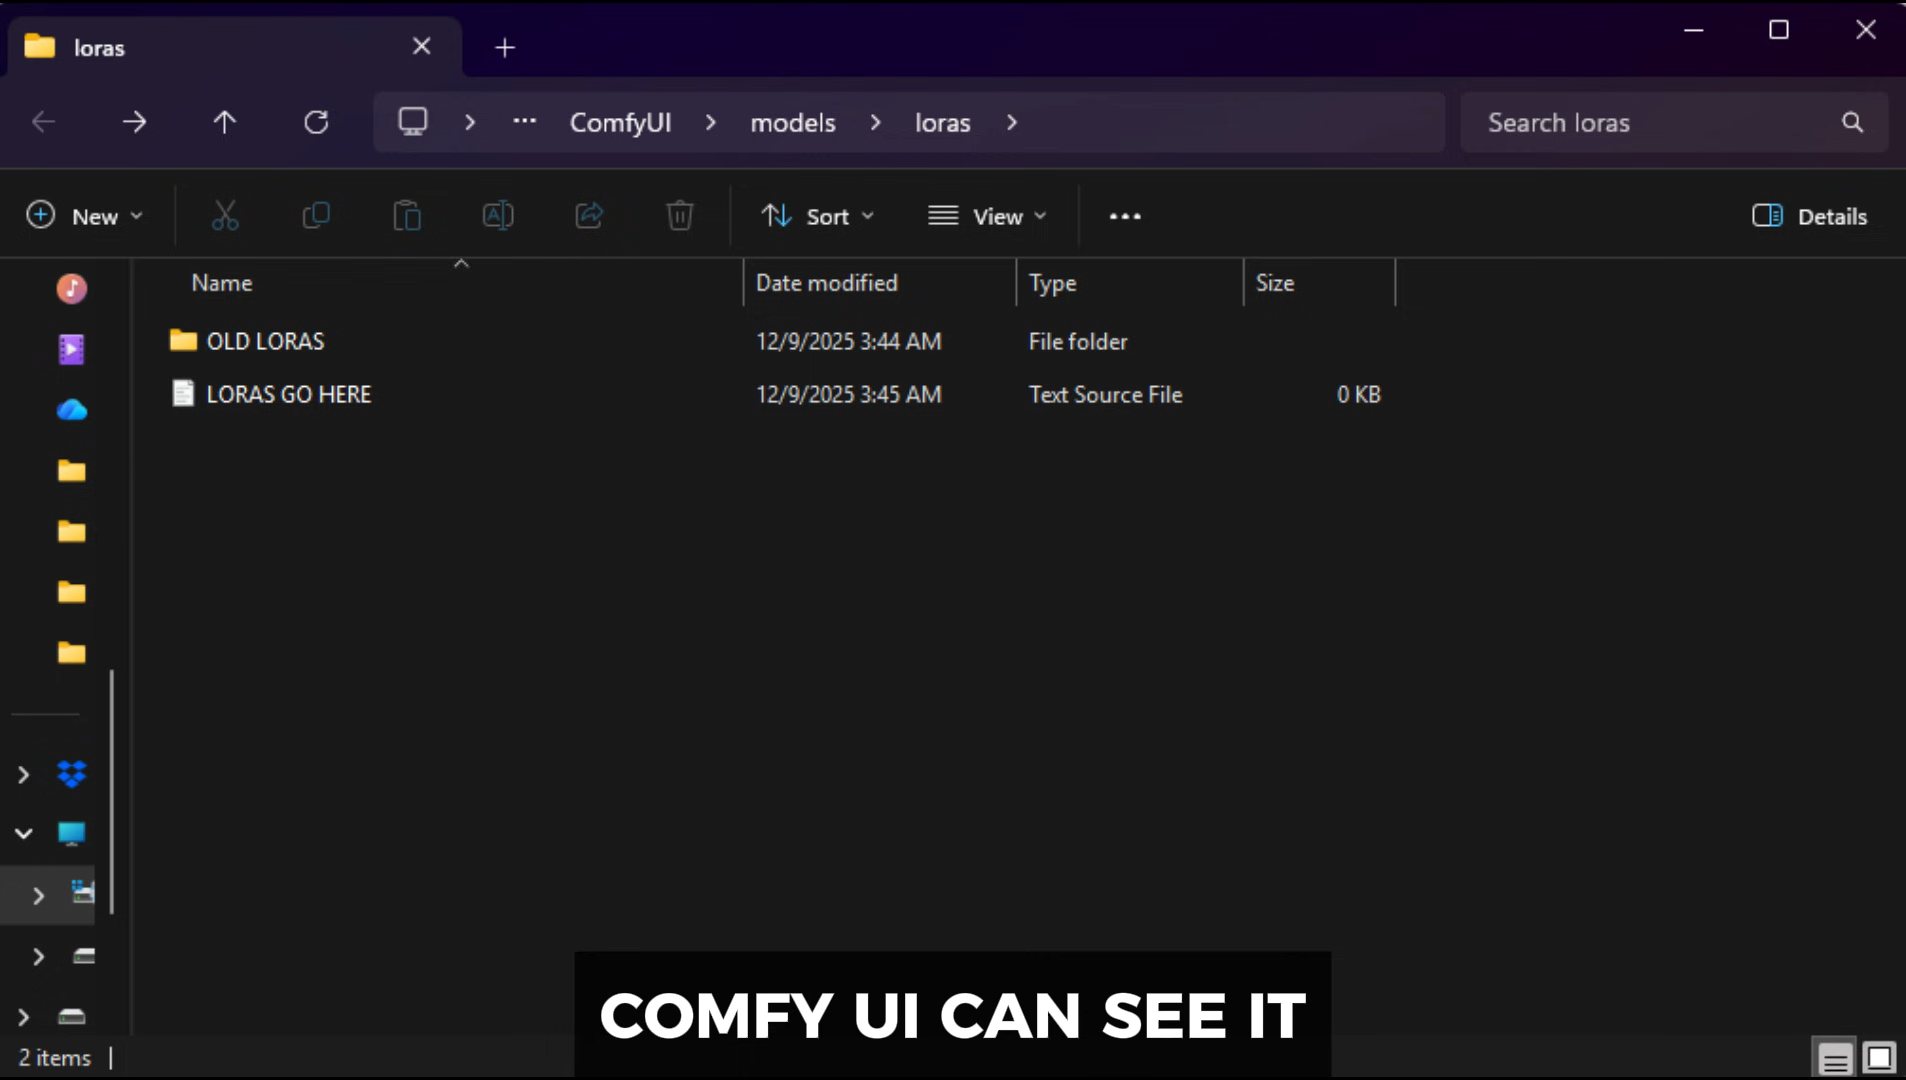 loras
ComfyUI > models > loras >
Search loras
New
Sort
View
Details
Name
Date modified
Type
Size
OLD LORAS 12/9/2025 3:44 AM File folder
LORAS GO HERE 12/9/2025 3:45 AM Text Source File 0 KB
COMFY UI CAN SEE IT
2 items